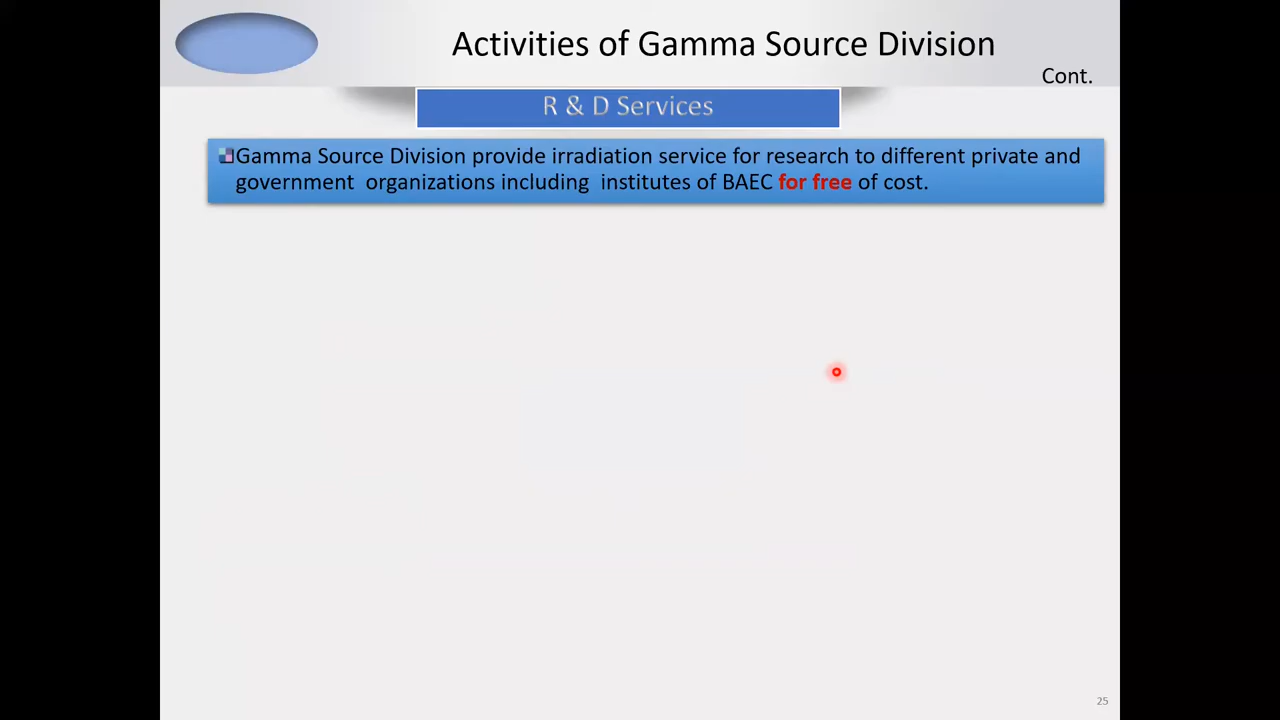 Activities of Gamma Source Division
Cont.
R & D Services
Gamma Source Division provide irradiation service for research to different private and
government organizations including institutes of BAEC for free of cost.
25